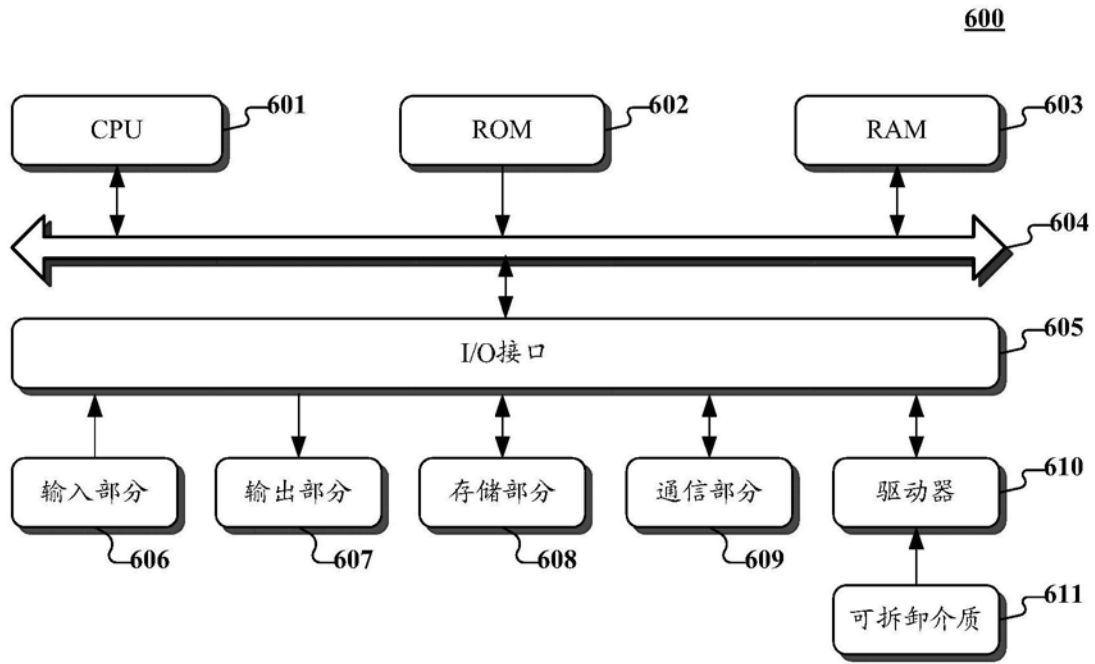 600
CPU
601
ROM
602
RAM
603
604
I/O接口
605
输入部分
606
输出部分
607
存储部分
608
通信部分
609
驱动器
610
可拆卸介质
611